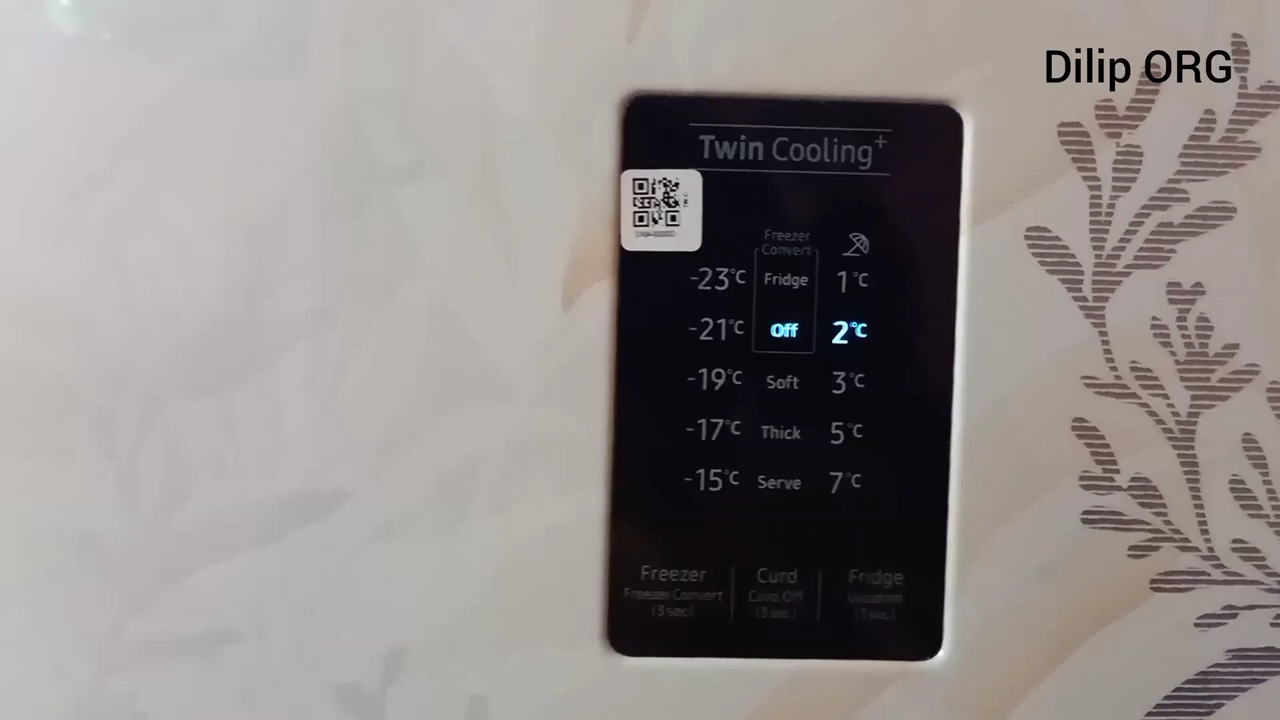 Dilip ORG
Twin Cooling+
Freezer
Convert
-23°C Fridge 1°C
-21°C Off 2°C
-19°C Soft 3°C
-17°C Thick 5°C
-15°C Serve 7°C
Freezer Curd Fridge
Freezer Convert Curd Off Vacation
(3 sec) (3 sec) (3 sec)